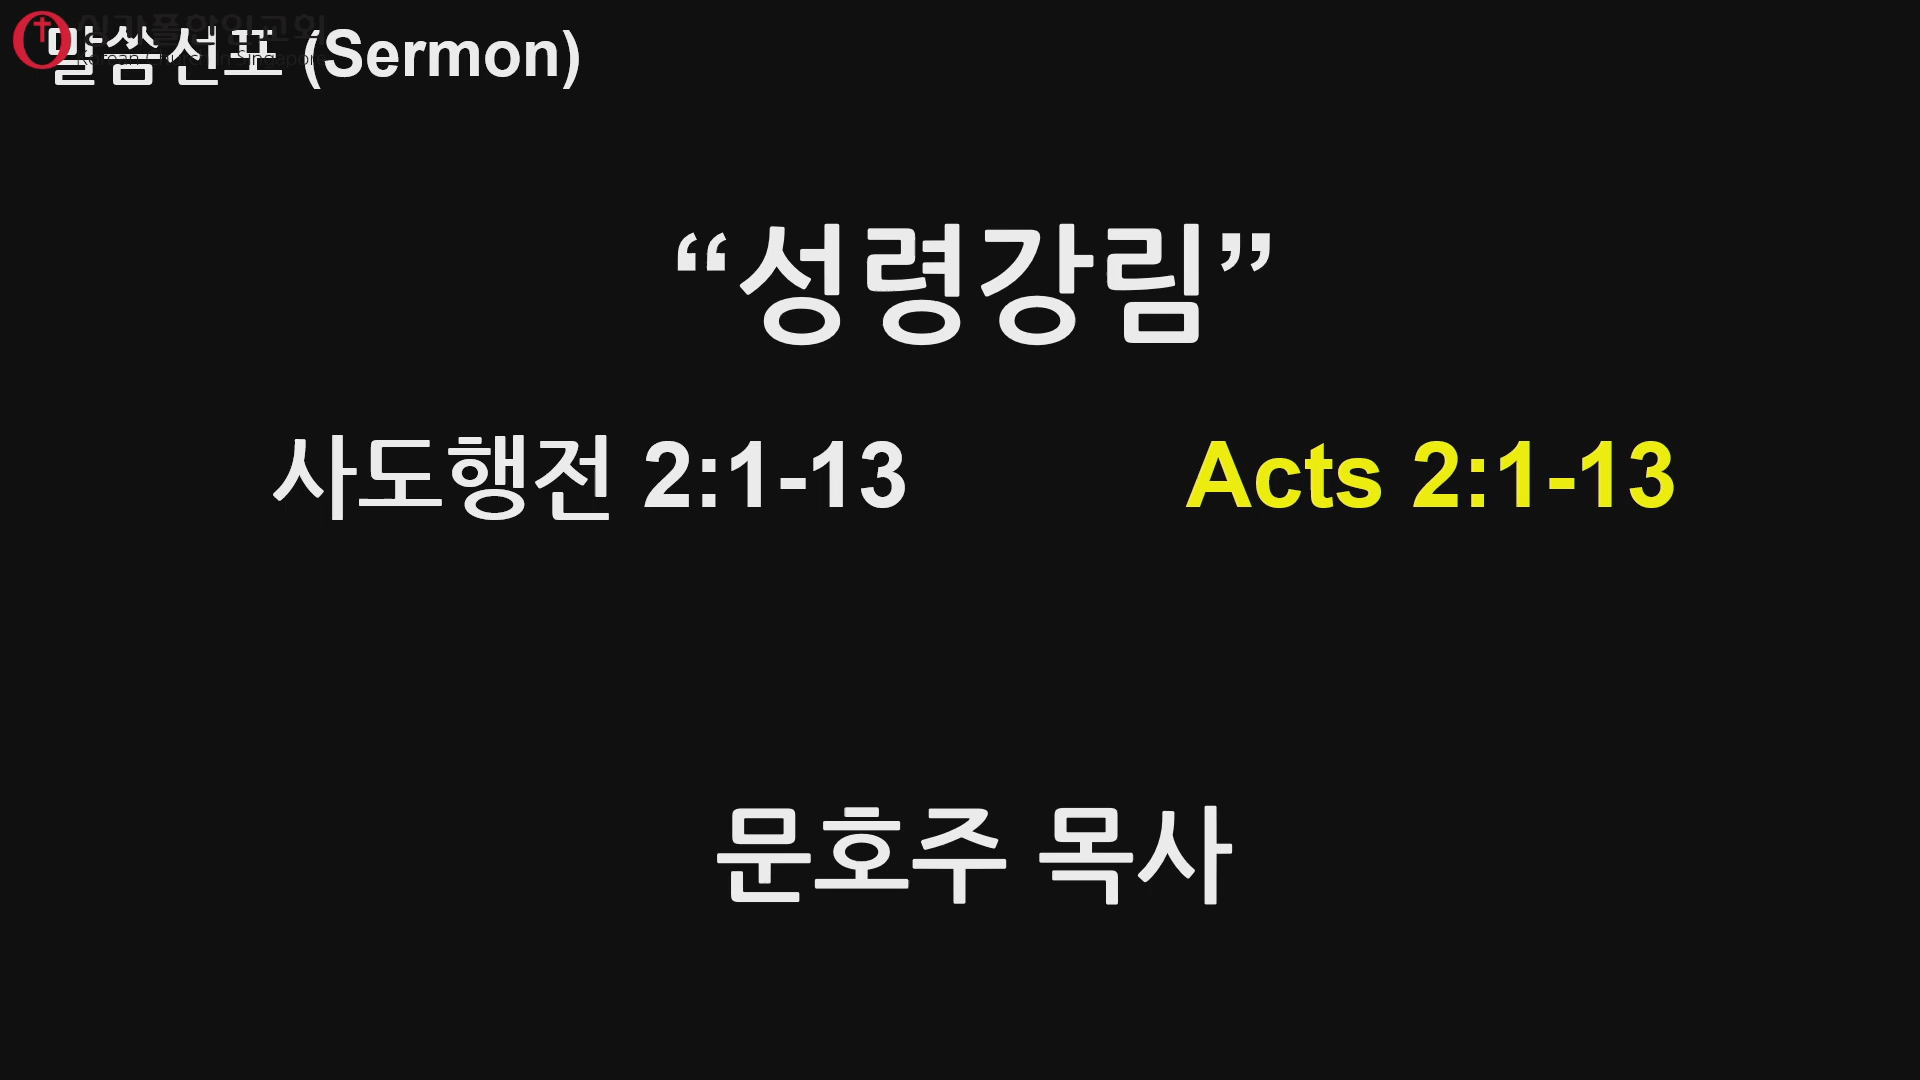 말씀선포 (Sermon)
“성령강림”
사도행전 2:1-13
Acts 2:1-13
문호주 목사